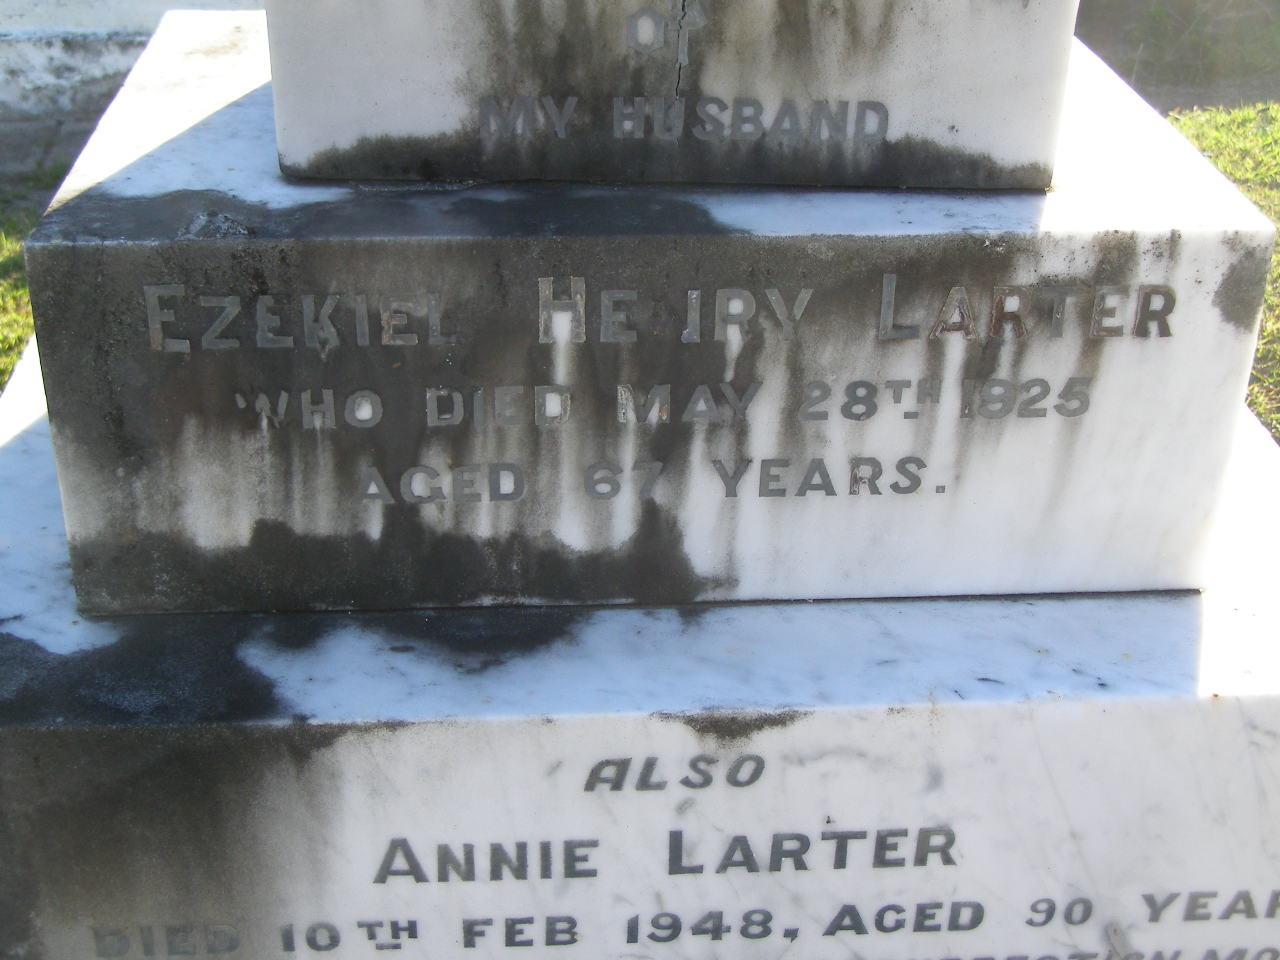 OF
MY HUSBAND
EZEKIEL HENRY LARTER
WHO DIED MAY 28TH 1925
AGED 67 YEARS.
ALSO
ANNIE LARTER
DIED 10TH FEB 1948, AGED 90 YEAR